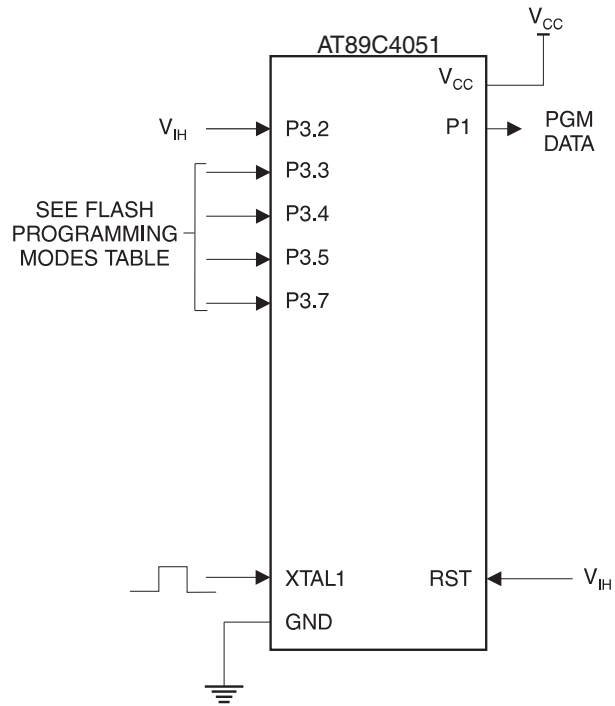 AT89C4051
VCC
VCC
VIH
P3.2
P1
PGM
DATA
P3.3
SEE FLASH
PROGRAMMING
MODES TABLE
P3.4
P3.5
P3.7
XTAL1
RST
VIH
GND